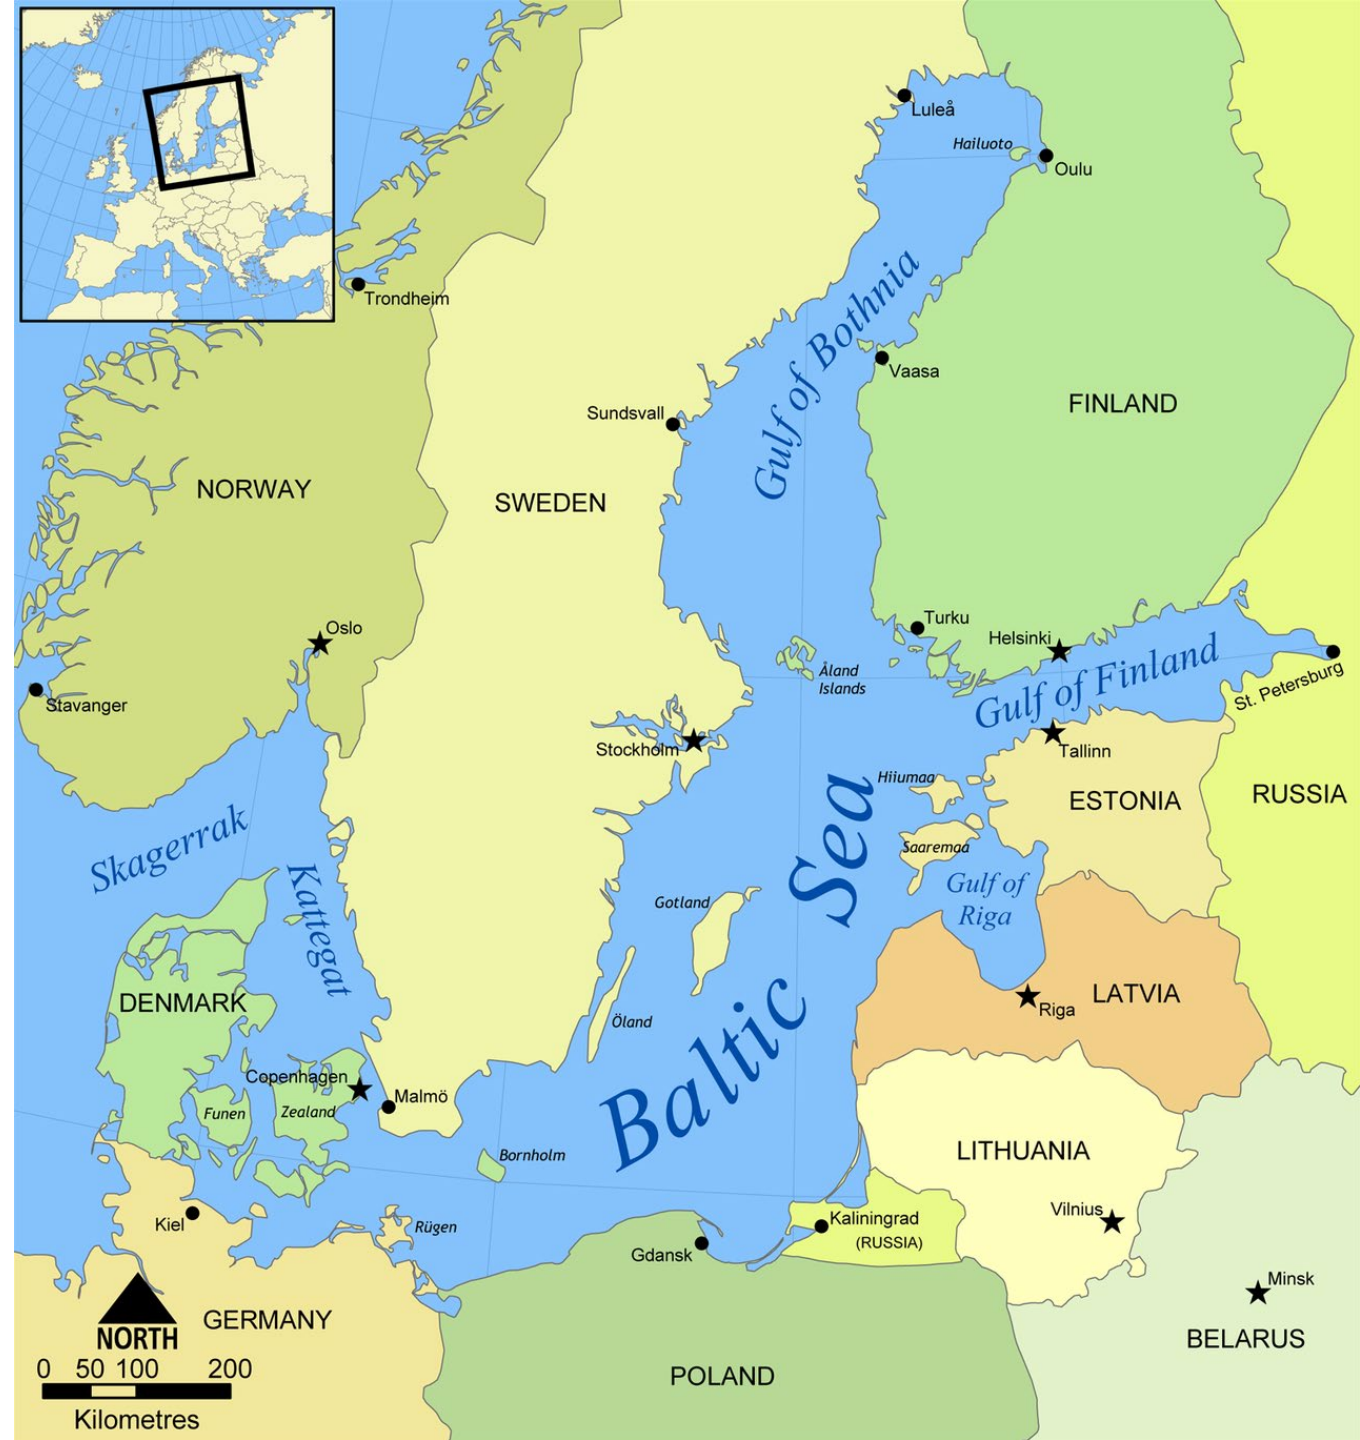 Luleå
Hailuoto
Oulu
Trondheim
Gulf of Bothnia
Vaasa
FINLAND
Sundsvall
NORWAY
SWEDEN
Turku
Oslo
Helsinki
Åland
Islands
Gulf of Finland
St. Petersburg
Stavanger
Stockholm
Tallinn
Hiiumaa
ESTONIA
RUSSIA
Skagerrak
Kattegat
Saaremaa
Gulf of
Riga
Gotland
Baltic Sea
DENMARK
Öland
Riga
LATVIA
Copenhagen
Malmö
Funen
Zealand
Bornholm
LITHUANIA
Vilnius
Kiel
Rügen
Gdansk
Kaliningrad
(RUSSIA)
Minsk
GERMANY
NORTH
BELARUS
POLAND
0 50 100 200
Kilometres